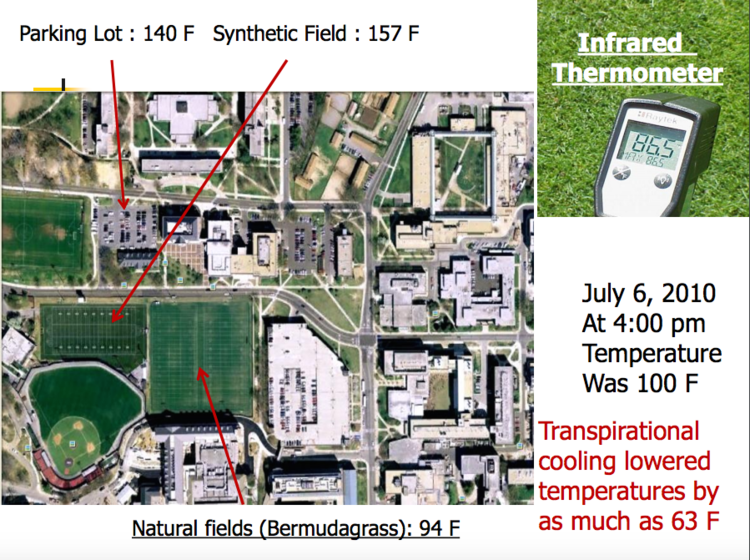 Parking Lot : 140 F   Synthetic Field : 157 F
Infrared
Thermometer
Raytek
86.5
86.5
July 6, 2010
At 4:00 pm
Temperature
Was 100 F
Transpirational
cooling lowered
temperatures by
as much as 63 F
Natural fields (Bermudagrass): 94 F